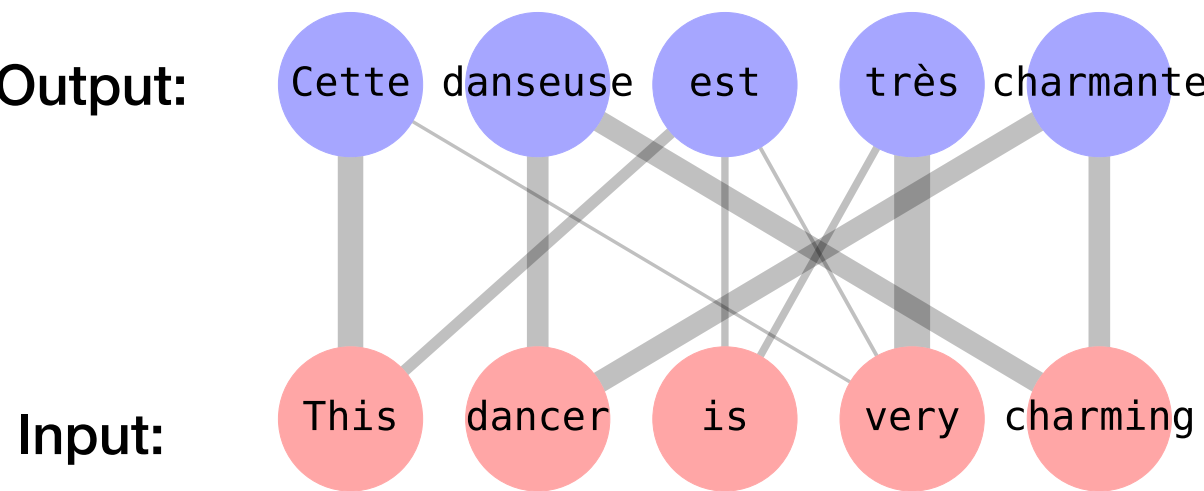 Output: Cette danseuse est très charmante
Input: This dancer is very charming